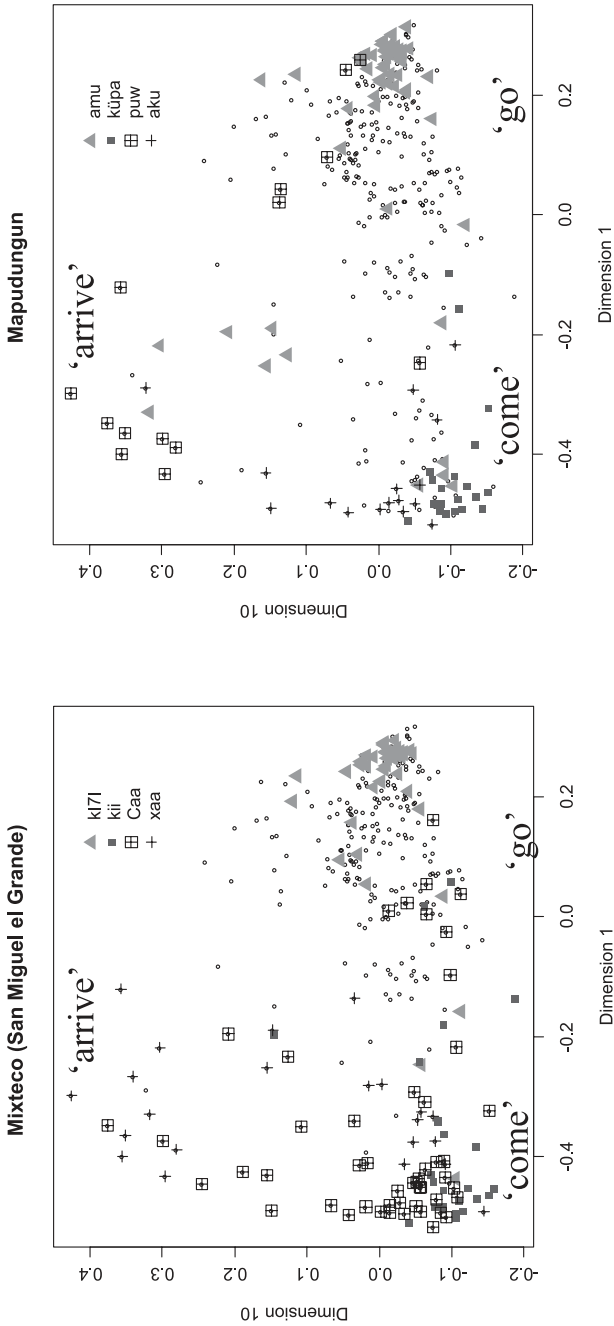 Mixteco (San Miguel el Grande)
kI7I
kii
Caa
xaa
'arrive'
'come'
'go'
Dimension 10
0.4
0.3
0.2
0.1
0.0
-0.1
-0.2
-0.4
-0.2
0.0
0.2
Dimension 1
Mapudungun
amu
küpa
puw
aku
'arrive'
'come'
'go'
Dimension 10
0.4
0.3
0.2
0.1
0.0
-0.1
-0.2
-0.4
-0.2
0.0
0.2
Dimension 1